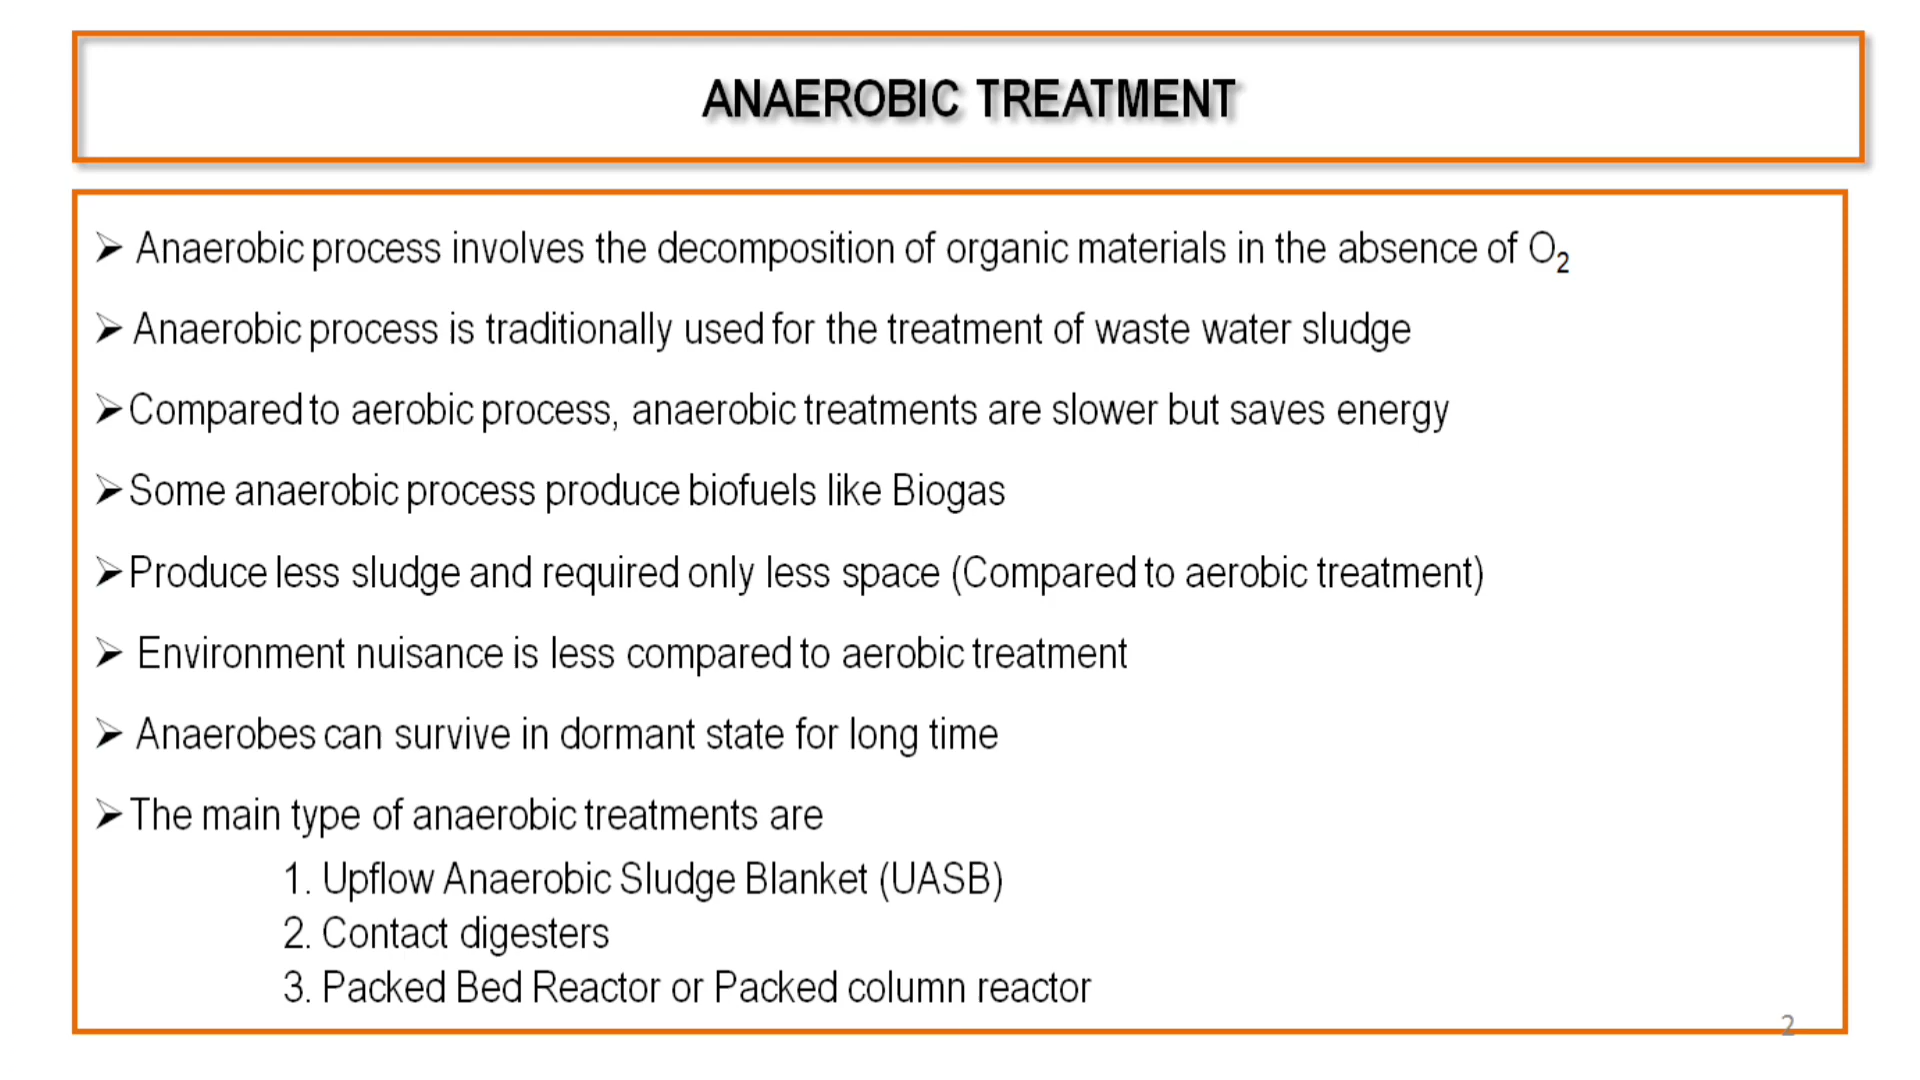 ANAEROBIC TREATMENT
➢ Anaerobic process involves the decomposition of organic materials in the absence of O₂
➢ Anaerobic process is traditionally used for the treatment of waste water sludge
➢ Compared to aerobic process, anaerobic treatments are slower but saves energy
➢ Some anaerobic process produce biofuels like Biogas
➢ Produce less sludge and required only less space (Compared to aerobic treatment)
➢ Environment nuisance is less compared to aerobic treatment
➢ Anaerobes can survive in dormant state for long time
➢ The main type of anaerobic treatments are
1. Upflow Anaerobic Sludge Blanket (UASB)
2. Contact digesters
3. Packed Bed Reactor or Packed column reactor
2